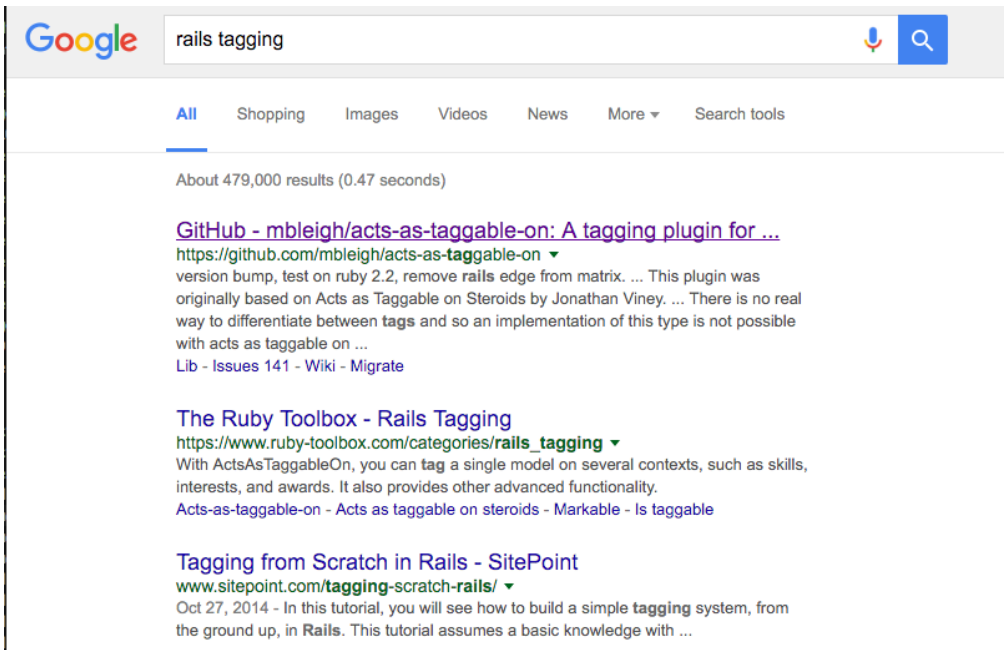 Google rails tagging
All Shopping Images Videos News More Search tools
About 479,000 results (0.47 seconds)
GitHub - mbleigh/acts-as-taggable-on: A tagging plugin for ...
https://github.com/mbleigh/acts-as-taggable-on
version bump, test on ruby 2.2, remove rails edge from matrix. ... This plugin was
originally based on Acts as Taggable on Steroids by Jonathan Viney. ... There is no real
way to differentiate between tags and so an implementation of this type is not possible
with acts as taggable on ...
Lib - Issues 141 - Wiki - Migrate
The Ruby Toolbox - Rails Tagging
https://www.ruby-toolbox.com/categories/rails_tagging
With ActsAsTaggableOn, you can tag a single model on several contexts, such as skills,
interests, and awards. It also provides other advanced functionality.
Acts-as-taggable-on - Acts as taggable on steroids - Markable - Is taggable
Tagging from Scratch in Rails - SitePoint
www.sitepoint.com/tagging-scratch-rails/
Oct 27, 2014 - In this tutorial, you will see how to build a simple tagging system, from
the ground up, in Rails. This tutorial assumes a basic knowledge with ...